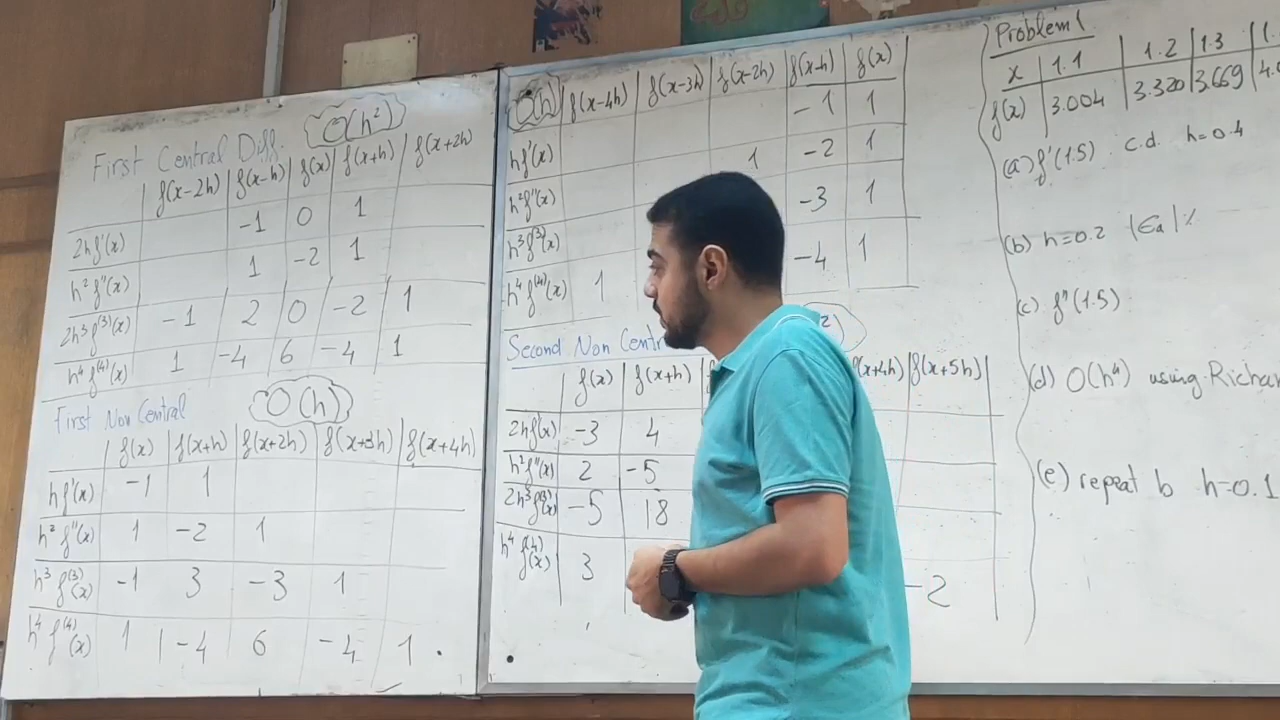 First Central Diff. O(h²)
f(x-2h) f(x-h) f(x) f(x+h) f(x+2h)
2hf'(x) -1 0 1
h²f''(x) 1 -2 1
2h³f⁽³⁾(x) -1 2 0 -2 1
h⁴f⁽⁴⁾(x) 1 -4 6 -4 1
First Non Central O(h)
f(x) f(x+h) f(x+2h) f(x+3h) f(x+4h)
hf'(x) -1 1
h²f''(x) 1 -2 1
h³f⁽³⁾(x) -1 3 -3 1
h⁴f⁽⁴⁾(x) 1 -4 6 -4 1
O(h) f(x-4h) f(x-3h) f(x-2h) f(x-h) f(x)
hf'(x) -1 1
h²f''(x) 1 -2 1
h³f⁽³⁾(x) -3 1
h⁴f⁽⁴⁾(x) 1 -4 1
Second Non Centr 2)
f(x) f(x+h) f(x+4h) f(x+5h)
2hf'(x) -3 4
h²f''(x) 2 -5
2h³f⁽³⁾(x) -5 18
h⁴f⁽⁴⁾(x) 3 -2
Problem 1
x 1.1 1.2 1.3 1.
f(x) 3.004 3.320 3.669 4.0
(a) f'(1.5) c.d. h=0.4
(b) h=0.2 |Ea|%
(c) f''(1.5)
(d) O(h⁴) using Richar
(e) repeat b h=0.1